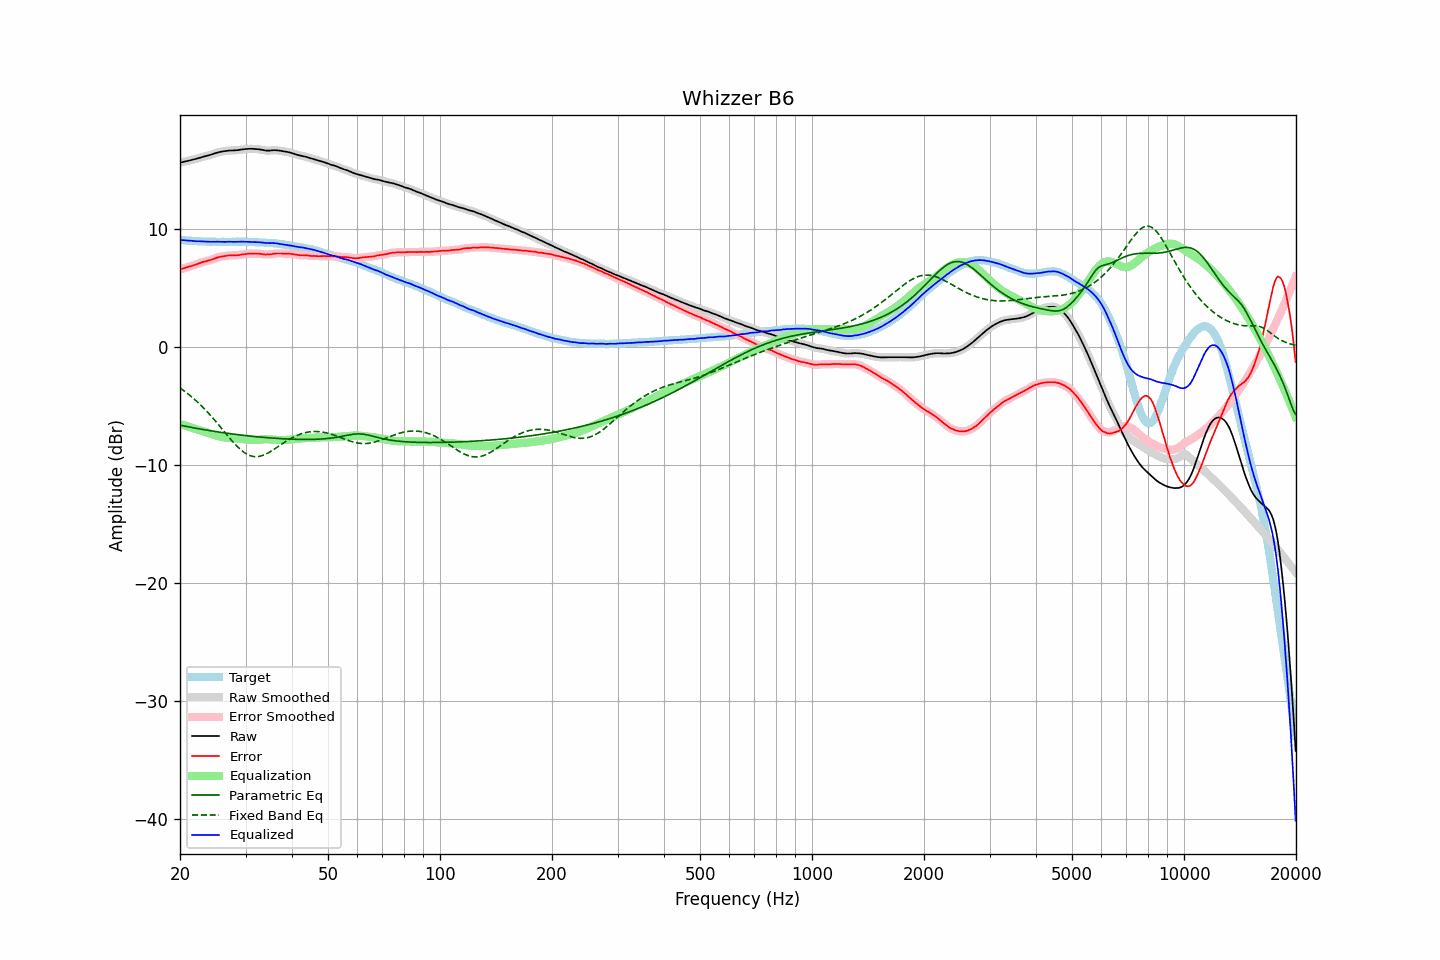 Whizzer B6
10
0
−10
−20
−30
−40
Amplitude (dBr)
Target
Raw Smoothed
Error Smoothed
Raw
Error
Equalization
Parametric Eq
Fixed Band Eq
Equalized
20 50 100 200 500 1000 2000 5000 10000 20000
Frequency (Hz)